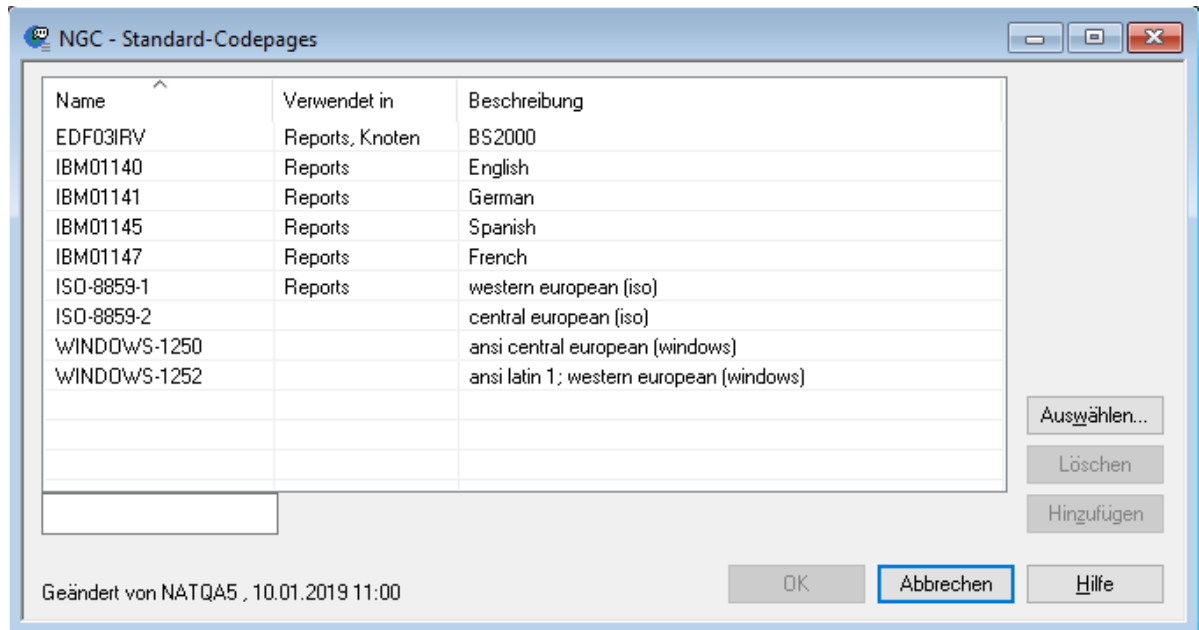 NGC - Standard-Codepages
Name Verwendet in Beschreibung
EDF03IRV Reports, Knoten BS2000
IBM01140 Reports English
IBM01141 Reports German
IBM01145 Reports Spanish
IBM01147 Reports French
ISO-8859-1 Reports western european (iso)
ISO-8859-2 central european (iso)
WINDOWS-1250 ansi central european (windows)
WINDOWS-1252 ansi latin 1; western european (windows)
Auswählen...
Löschen
Hinzufügen
Geändert von NATQA5 , 10.01.2019 11:00 OK Abbrechen Hilfe